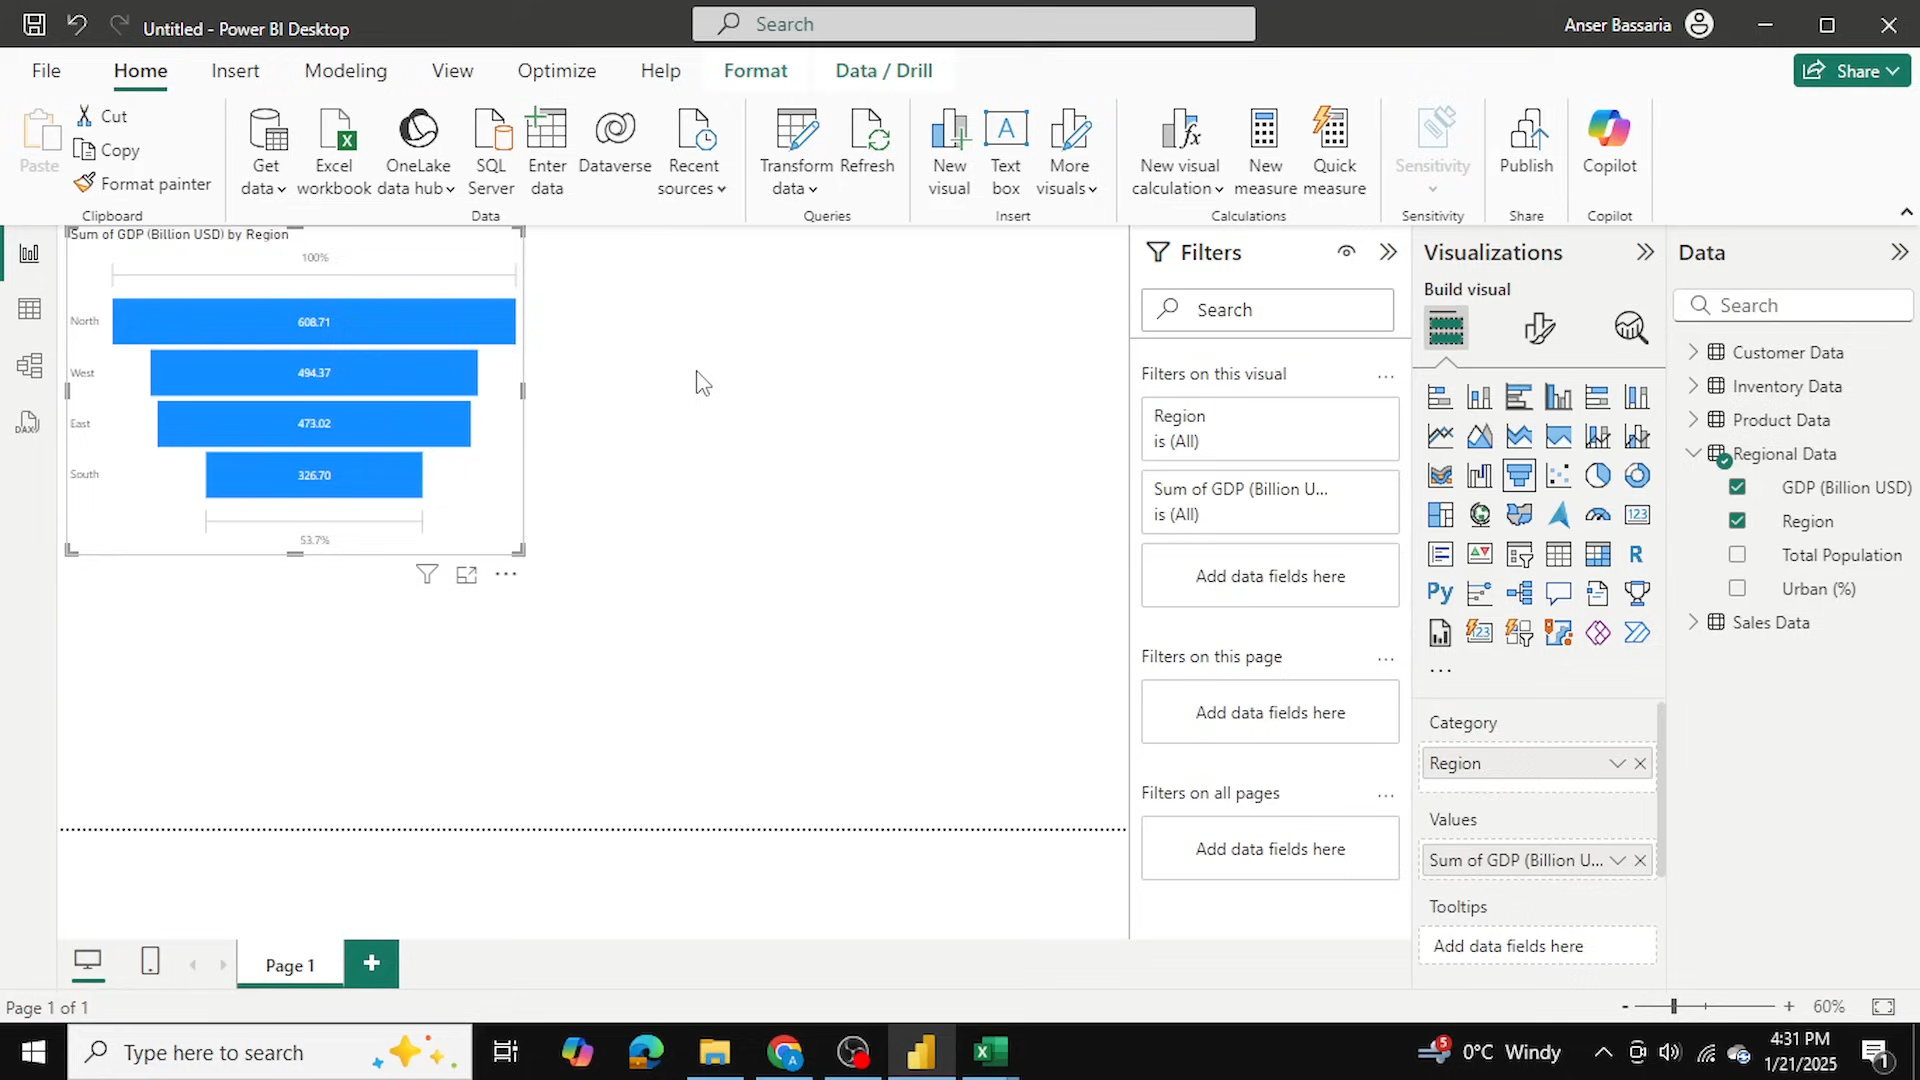 Untitled - Power BI Desktop
Search
Anser Bassaria
File
Home
Insert
Modeling
View
Optimize
Help
Format
Data / Drill
Share
Paste
Cut
Copy
Format painter
Clipboard
Get data
Excel workbook
OneLake data hub
SQL Server
Enter data
Dataverse
Recent sources
Data
Transform data
Refresh
Queries
New visual
Text box
More visuals
Insert
New visual calculation
New measure
Quick measure
Calculations
Sensitivity
Sensitivity
Publish
Share
Copilot
Copilot
Sum of GDP (Billion USD) by Region
100%
North
608.71
West
494.37
East
473.02
South
326.70
53.7%
Filters
Search
Filters on this visual
...
Region
is (All)
Sum of GDP (Billion U...
is (All)
Add data fields here
Filters on this page
...
Add data fields here
Filters on all pages
...
Add data fields here
Visualizations
Build visual
123
R
Py
123
...
Category
Region
Values
Sum of GDP (Billion U...
Tooltips
Add data fields here
Data
Search
Customer Data
Inventory Data
Product Data
Regional Data
GDP (Billion USD)
Region
Total Population
Urban (%)
Sales Data
DAX
Page 1
+
Page 1 of 1
-
+
60%
Type here to search
A
5
0°C Windy
4:31 PM
1/21/2025
1